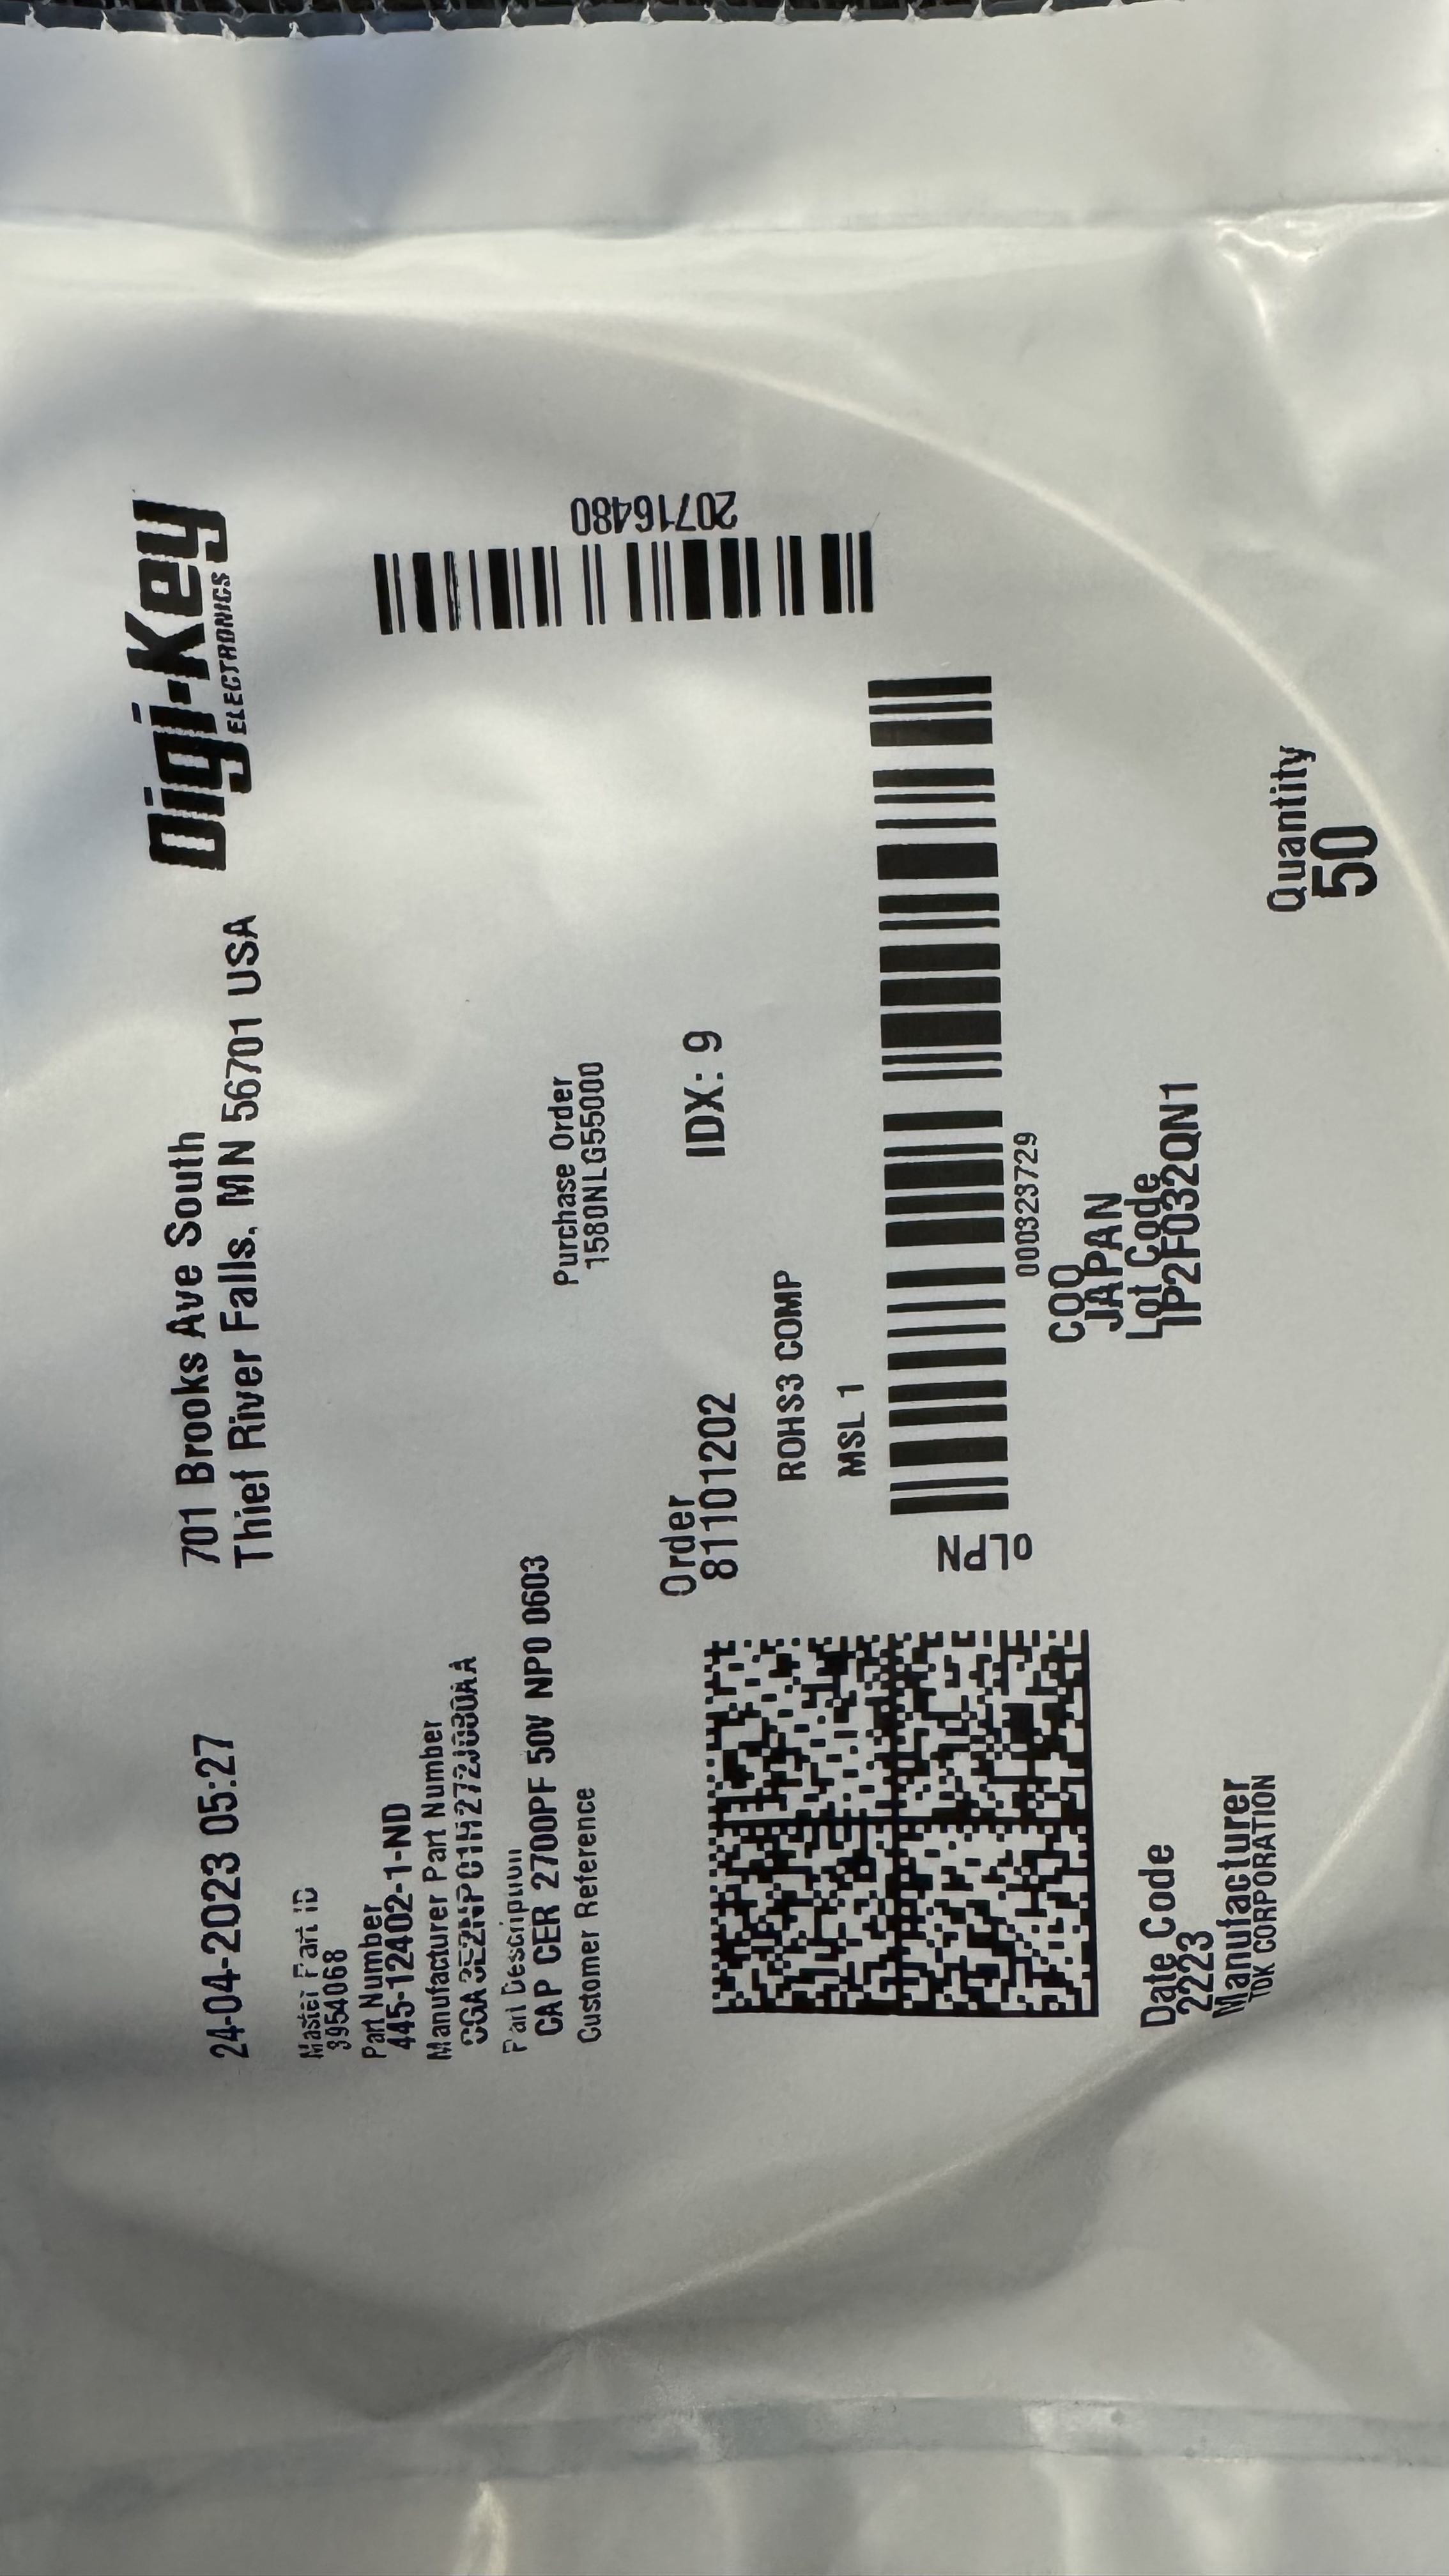 Digi-Key
ELECTRONICS
701 Brooks Ave South
Thief River Falls, MN 56701 USA
24-04-2023 05:27
20716480
Master Part ID
3954068
Part Number
445-12402-1-ND
Manufacturer Part Number
CGA3E2NP01H272J080AA
Part Description
CAP CER 2700PF 50V NP0 0603
Customer Reference
Purchase Order
1580NLG55000
Order
81101202
IDX: 9
ROHS3 COMP
MSL 1
OLPN
000323729
COO
JAPAN
Lot Code
IP2F032QN1
Date Code
2223
Manufacturer
TDK CORPORATION
Quantity
50